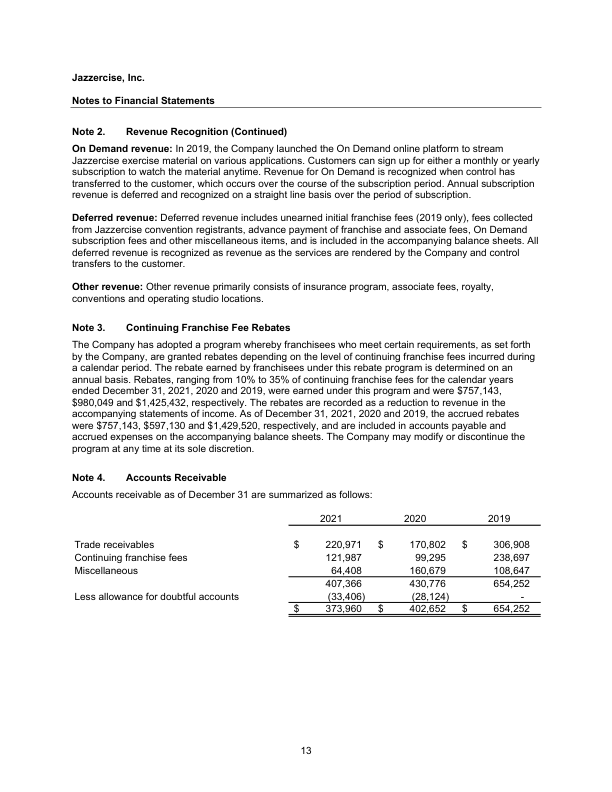 Jazzercise, Inc.
Notes to Financial Statements
Note 2. Revenue Recognition (Continued)
On Demand revenue: In 2019, the Company launched the On Demand online platform to stream
Jazzercise exercise material on various applications. Customers can sign up for either a monthly or yearly
subscription to watch the material anytime. Revenue for On Demand is recognized when control has
transferred to the customer, which occurs over the course of the subscription period. Annual subscription
revenue is deferred and recognized on a straight line basis over the period of subscription.
Deferred revenue: Deferred revenue includes unearned initial franchise fees (2019 only), fees collected
from Jazzercise convention registrants, advance payment of franchise and associate fees, On Demand
subscription fees and other miscellaneous items, and is included in the accompanying balance sheets. All
deferred revenue is recognized as revenue as the services are rendered by the Company and control
transfers to the customer.
Other revenue: Other revenue primarily consists of insurance program, associate fees, royalty,
conventions and operating studio locations.
Note 3. Continuing Franchise Fee Rebates
The Company has adopted a program whereby franchisees who meet certain requirements, as set forth
by the Company, are granted rebates depending on the level of continuing franchise fees incurred during
a calendar period. The rebate earned by franchisees under this rebate program is determined on an
annual basis. Rebates, ranging from 10% to 35% of continuing franchise fees for the calendar years
ended December 31, 2021, 2020 and 2019, were earned under this program and were $757,143,
$980,049 and $1,425,432, respectively. The rebates are recorded as a reduction to revenue in the
accompanying statements of income. As of December 31, 2021, 2020 and 2019, the accrued rebates
were $757,143, $597,130 and $1,429,520, respectively, and are included in accounts payable and
accrued expenses on the accompanying balance sheets. The Company may modify or discontinue the
program at any time at its sole discretion.
Note 4. Accounts Receivable
Accounts receivable as of December 31 are summarized as follows:
2021 2020 2019
Trade receivables $ 220,971 $ 170,802 $ 306,908
Continuing franchise fees 121,987 99,295 238,697
Miscellaneous 64,408 160,679 108,647
407,366 430,776 654,252
Less allowance for doubtful accounts (33,406) (28,124) -
$ 373,960 $ 402,652 $ 654,252
13